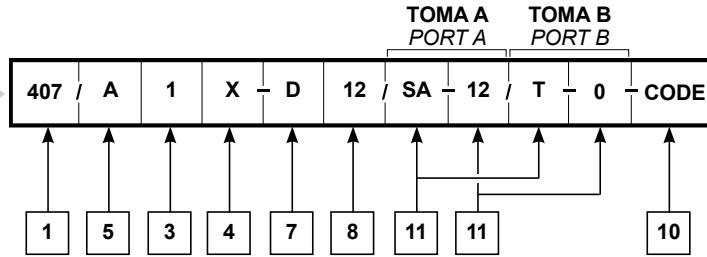 TOMA A TOMA B
PORT A PORT B
407 / A 1 X - D 12 / SA - 12 / T - 0 - CODE
1 5 3 4 7 8 11 11 10